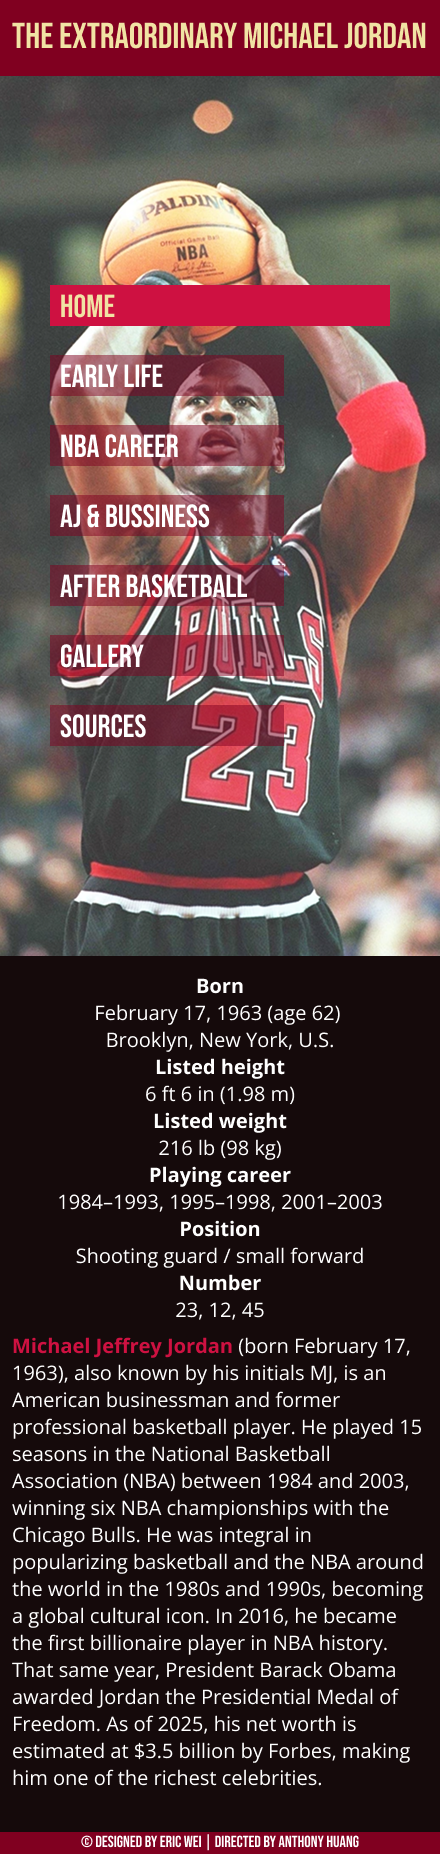 THE EXTRAORDINARY MICHAEL JORDAN
SPALDING
Official Game Ball
NBA
HOME
EARLY LIFE
NBA CAREER
AJ & BUSSINESS
AFTER BASKETBALL
BULLS
GALLERY
23
SOURCES
Born
February 17, 1963 (age 62)
Brooklyn, New York, U.S.
Listed height
6 ft 6 in (1.98 m)
Listed weight
216 lb (98 kg)
Playing career
1984–1993, 1995–1998, 2001–2003
Position
Shooting guard / small forward
Number
23, 12, 45
Michael Jeffrey Jordan (born February 17,
1963), also known by his initials MJ, is an
American businessman and former
professional basketball player. He played 15
seasons in the National Basketball
Association (NBA) between 1984 and 2003,
winning six NBA championships with the
Chicago Bulls. He was integral in
popularizing basketball and the NBA around
the world in the 1980s and 1990s, becoming
a global cultural icon. In 2016, he became
the first billionaire player in NBA history.
That same year, President Barack Obama
awarded Jordan the Presidential Medal of
Freedom. As of 2025, his net worth is
estimated at $3.5 billion by Forbes, making
him one of the richest celebrities.
© DESIGNED BY ERIC WEI | DIRECTED BY ANTHONY HUANG